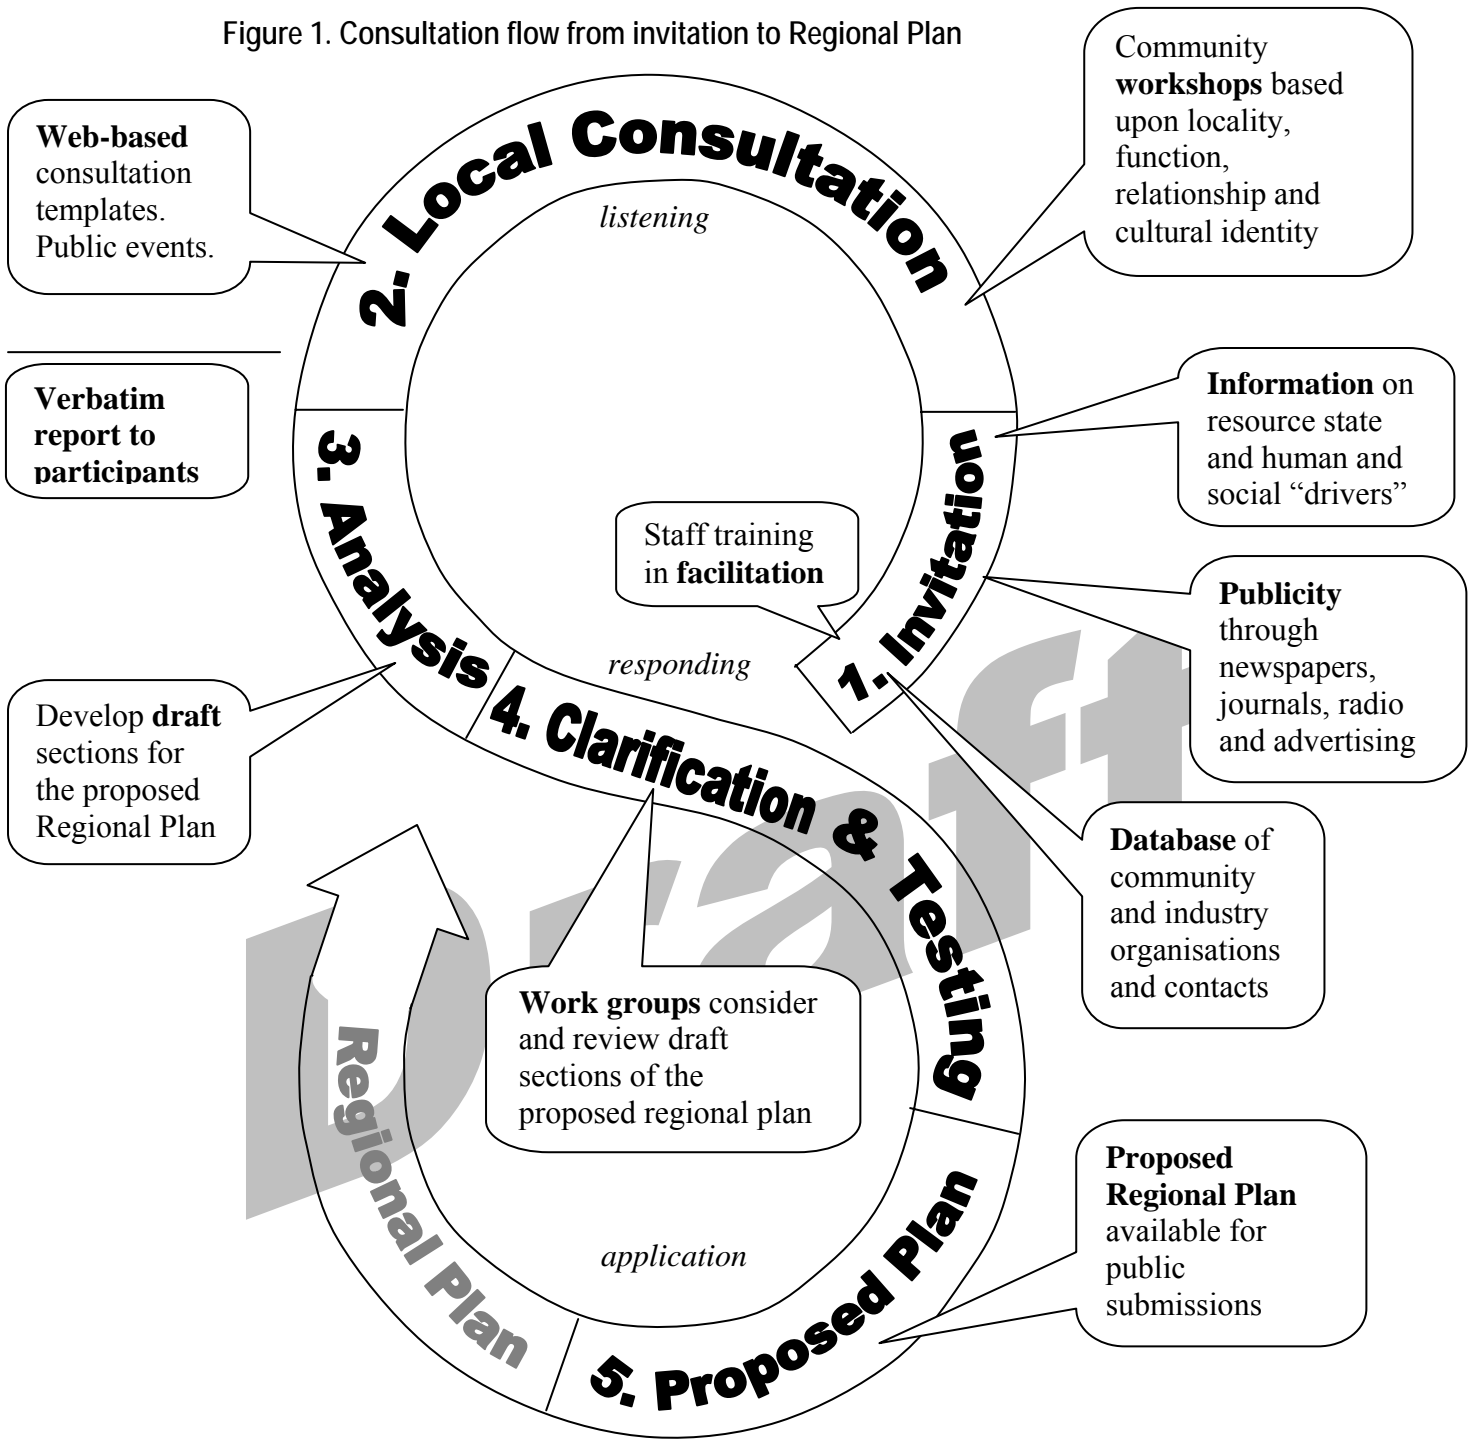 Figure 1. Consultation flow from invitation to Regional Plan
Community
workshops based
upon locality,
function,
relationship and
cultural identity
Web-based
consultation
templates.
Public events.
2. Local Consultation
listening
Verbatim
report to
participants
Information on
resource state
and human and
social “drivers”
3. Analysis
1. Invitation
Staff training
in facilitation
Publicity
through
newspapers,
journals, radio
and advertising
responding
Develop draft
sections for
the proposed
Regional Plan
4. Clarification & Testing
Database of
community
and industry
organisations
and contacts
Draft
Work groups consider
and review draft
sections of the
proposed regional plan
Regional Plan
application
Proposed
Regional Plan
available for
public
submissions
5. Proposed Plan